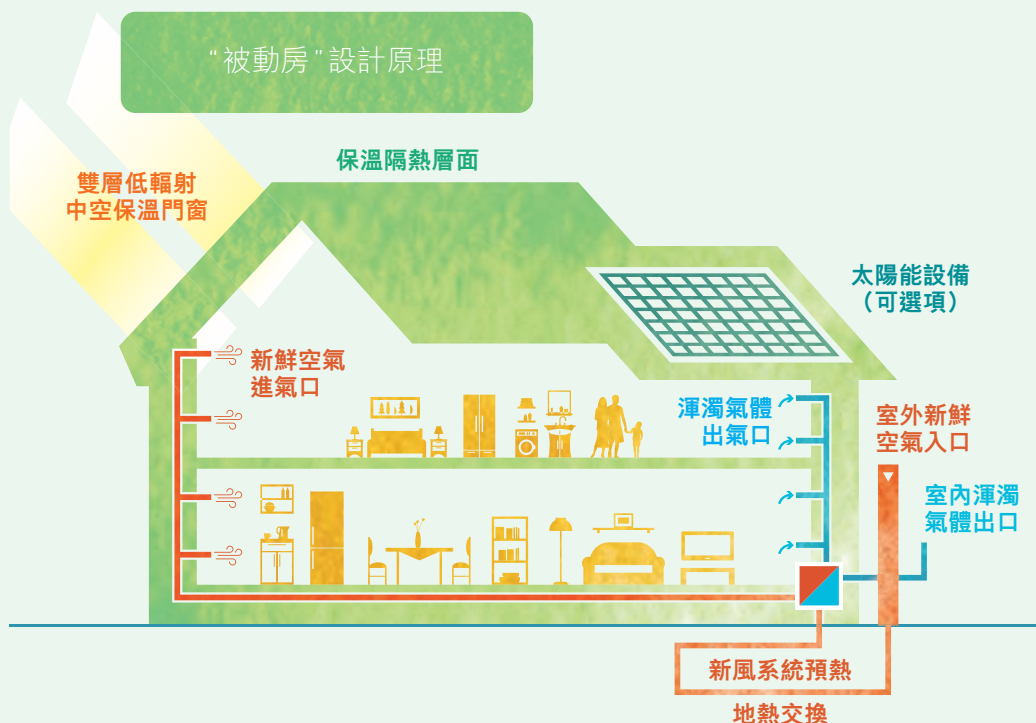 “被動房”設計原理
保溫隔熱層面
雙層低輻射
中空保溫門窗
太陽能設備
（可選項）
新鮮空氣
進氣口
渾濁氣體
出氣口
室外新鮮
空氣入口
室內渾濁
氣體出口
新風系統預熱
地熱交換